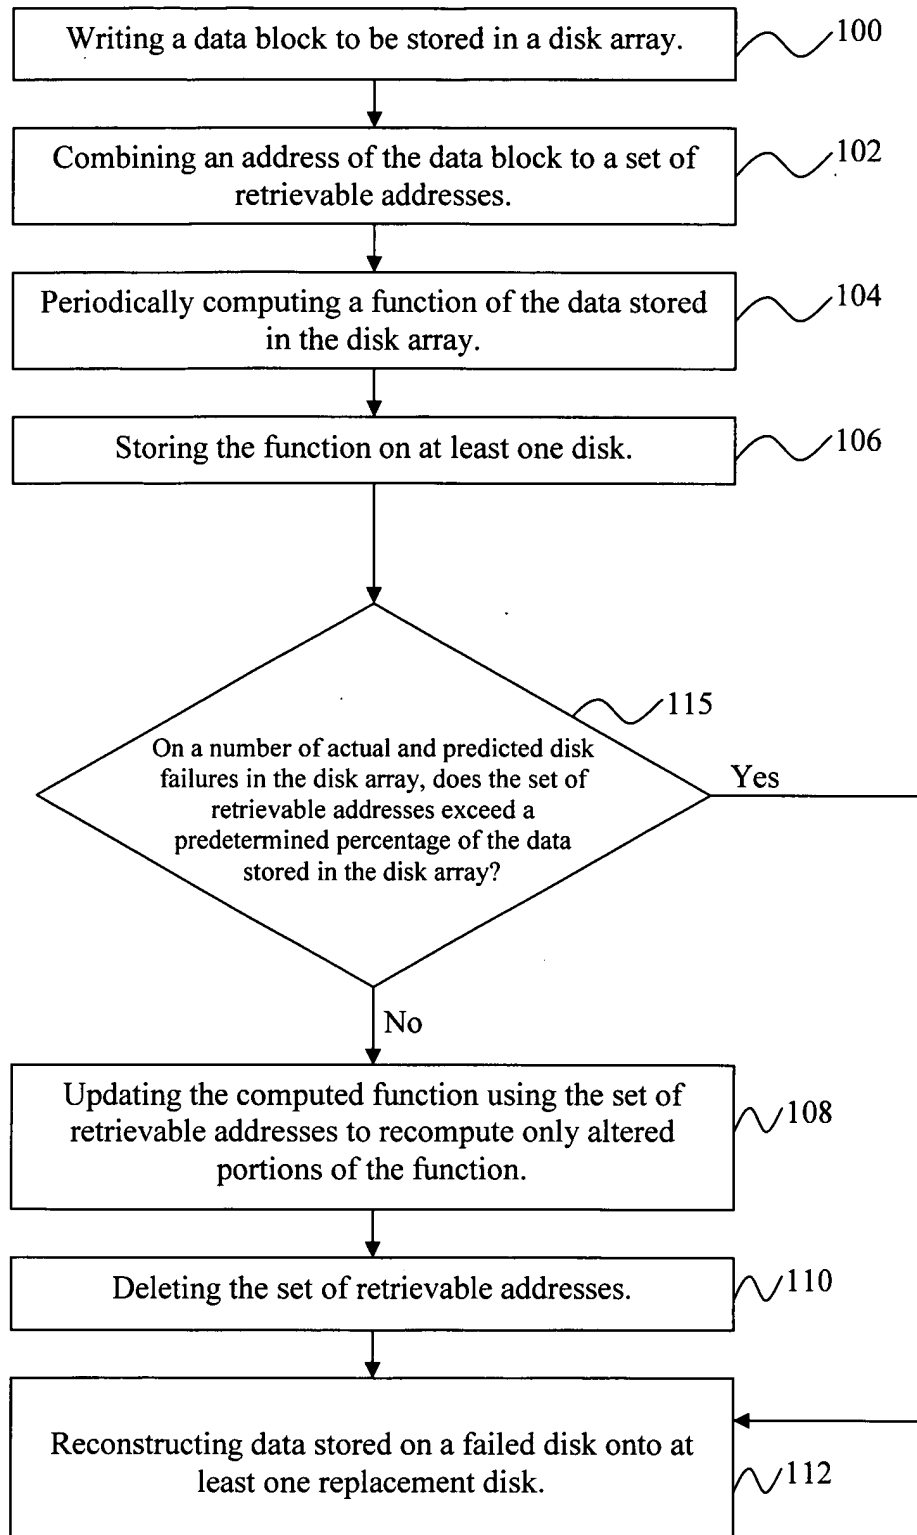 Writing a data block to be stored in a disk array.
100
Combining an address of the data block to a set of
retrievable addresses.
102
Periodically computing a function of the data stored
in the disk array.
104
Storing the function on at least one disk.
106
115
On a number of actual and predicted disk
failures in the disk array, does the set of
retrievable addresses exceed a
predetermined percentage of the data
stored in the disk array?
Yes
No
Updating the computed function using the set of
retrievable addresses to recompute only altered
portions of the function.
108
Deleting the set of retrievable addresses.
110
Reconstructing data stored on a failed disk onto at
least one replacement disk.
112